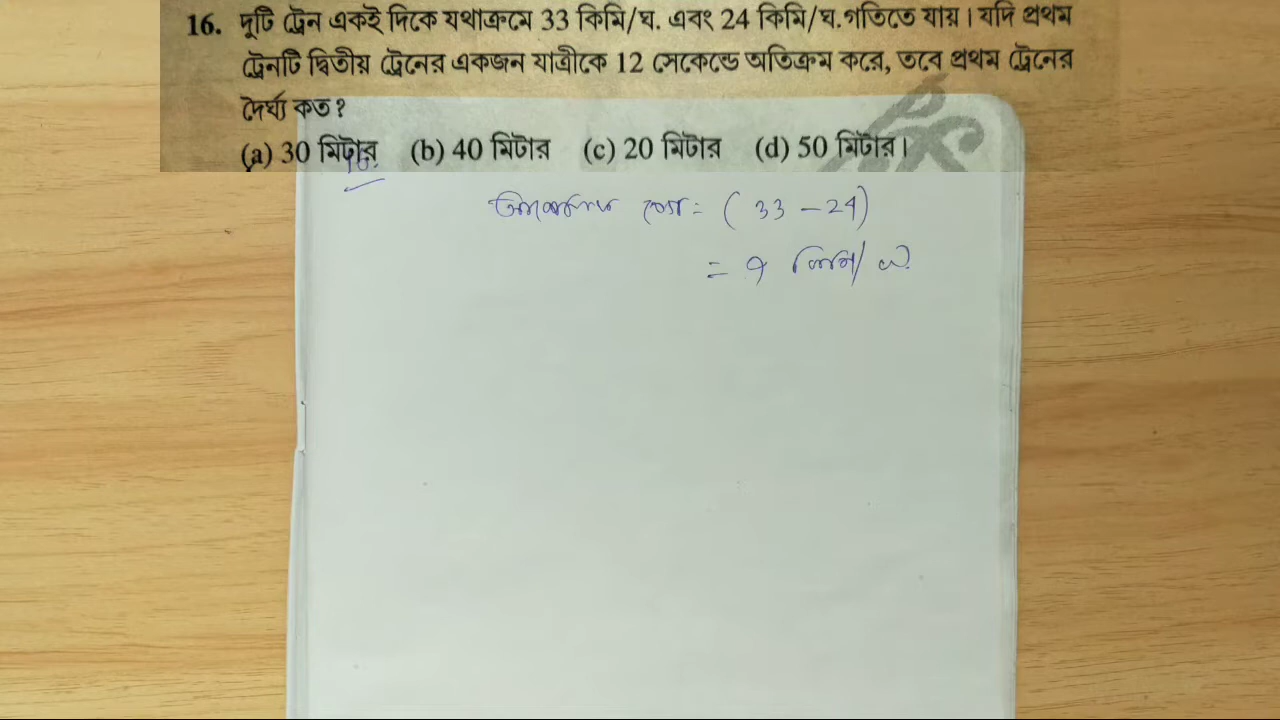 16. দুটি ট্রেন একই দিকে যথাক্রমে 33 কিমি/ঘ. এবং 24 কিমি/ঘ.গতিতে যায়। যদি প্রথম
ট্রেনটি দ্বিতীয় ট্রেনের একজন যাত্রীকে 12 সেকেন্ডে অতিক্রম করে, তবে প্রথম ট্রেনের
দৈর্ঘ্য কত?
(a) 30 মিটার (b) 40 মিটার (c) 20 মিটার (d) 50 মিটার।
16.
= ( 33 - 24)
= 9 কিমি/ ঘ.